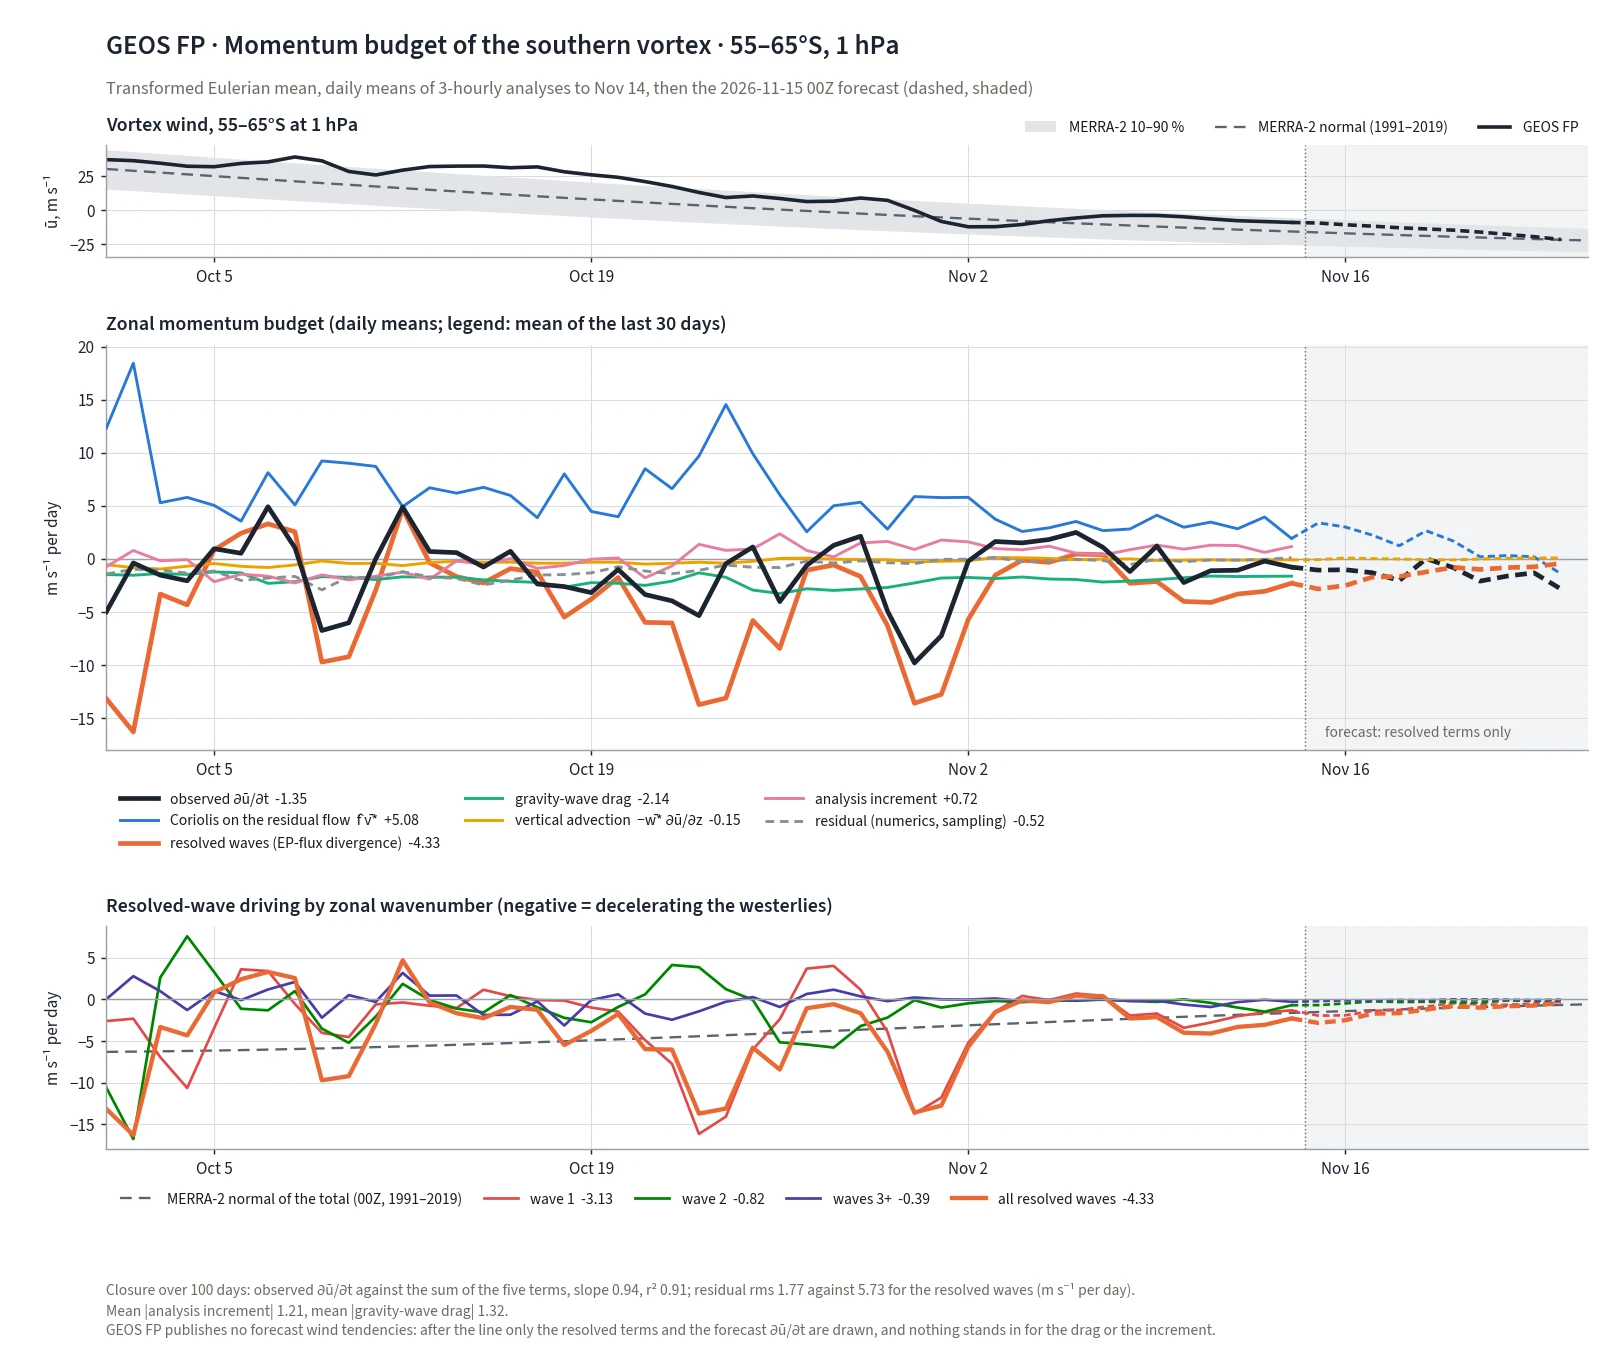 GEOS FP · Momentum budget of the southern vortex · 55–65°S, 1 hPa
Transformed Eulerian mean, daily means of 3-hourly analyses to Nov 14, then the 2026-11-15 00Z forecast (dashed, shaded)
Vortex wind, 55–65°S at 1 hPa
MERRA-2 10–90 %
MERRA-2 normal (1991–2019)
GEOS FP
ū, m s⁻¹
25
0
−25
Oct 5
Oct 19
Nov 2
Nov 16
Zonal momentum budget (daily means; legend: mean of the last 30 days)
m s⁻¹ per day
20
15
10
5
0
−5
−10
−15
forecast: resolved terms only
Oct 5
Oct 19
Nov 2
Nov 16
observed ∂ū/∂t -1.35
Coriolis on the residual flow f v̄* +5.08
resolved waves (EP-flux divergence) -4.33
gravity-wave drag -2.14
vertical advection −w̄* ∂ū/∂z -0.15
analysis increment +0.72
residual (numerics, sampling) -0.52
Resolved-wave driving by zonal wavenumber (negative = decelerating the westerlies)
m s⁻¹ per day
5
0
−5
−10
−15
Oct 5
Oct 19
Nov 2
Nov 16
MERRA-2 normal of the total (00Z, 1991–2019)
wave 1 -3.13
wave 2 -0.82
waves 3+ -0.39
all resolved waves -4.33
Closure over 100 days: observed ∂ū/∂t against the sum of the five terms, slope 0.94, r² 0.91; residual rms 1.77 against 5.73 for the resolved waves (m s⁻¹ per day).
Mean |analysis increment| 1.21, mean |gravity-wave drag| 1.32.
GEOS FP publishes no forecast wind tendencies: after the line only the resolved terms and the forecast ∂ū/∂t are drawn, and nothing stands in for the drag or the increment.